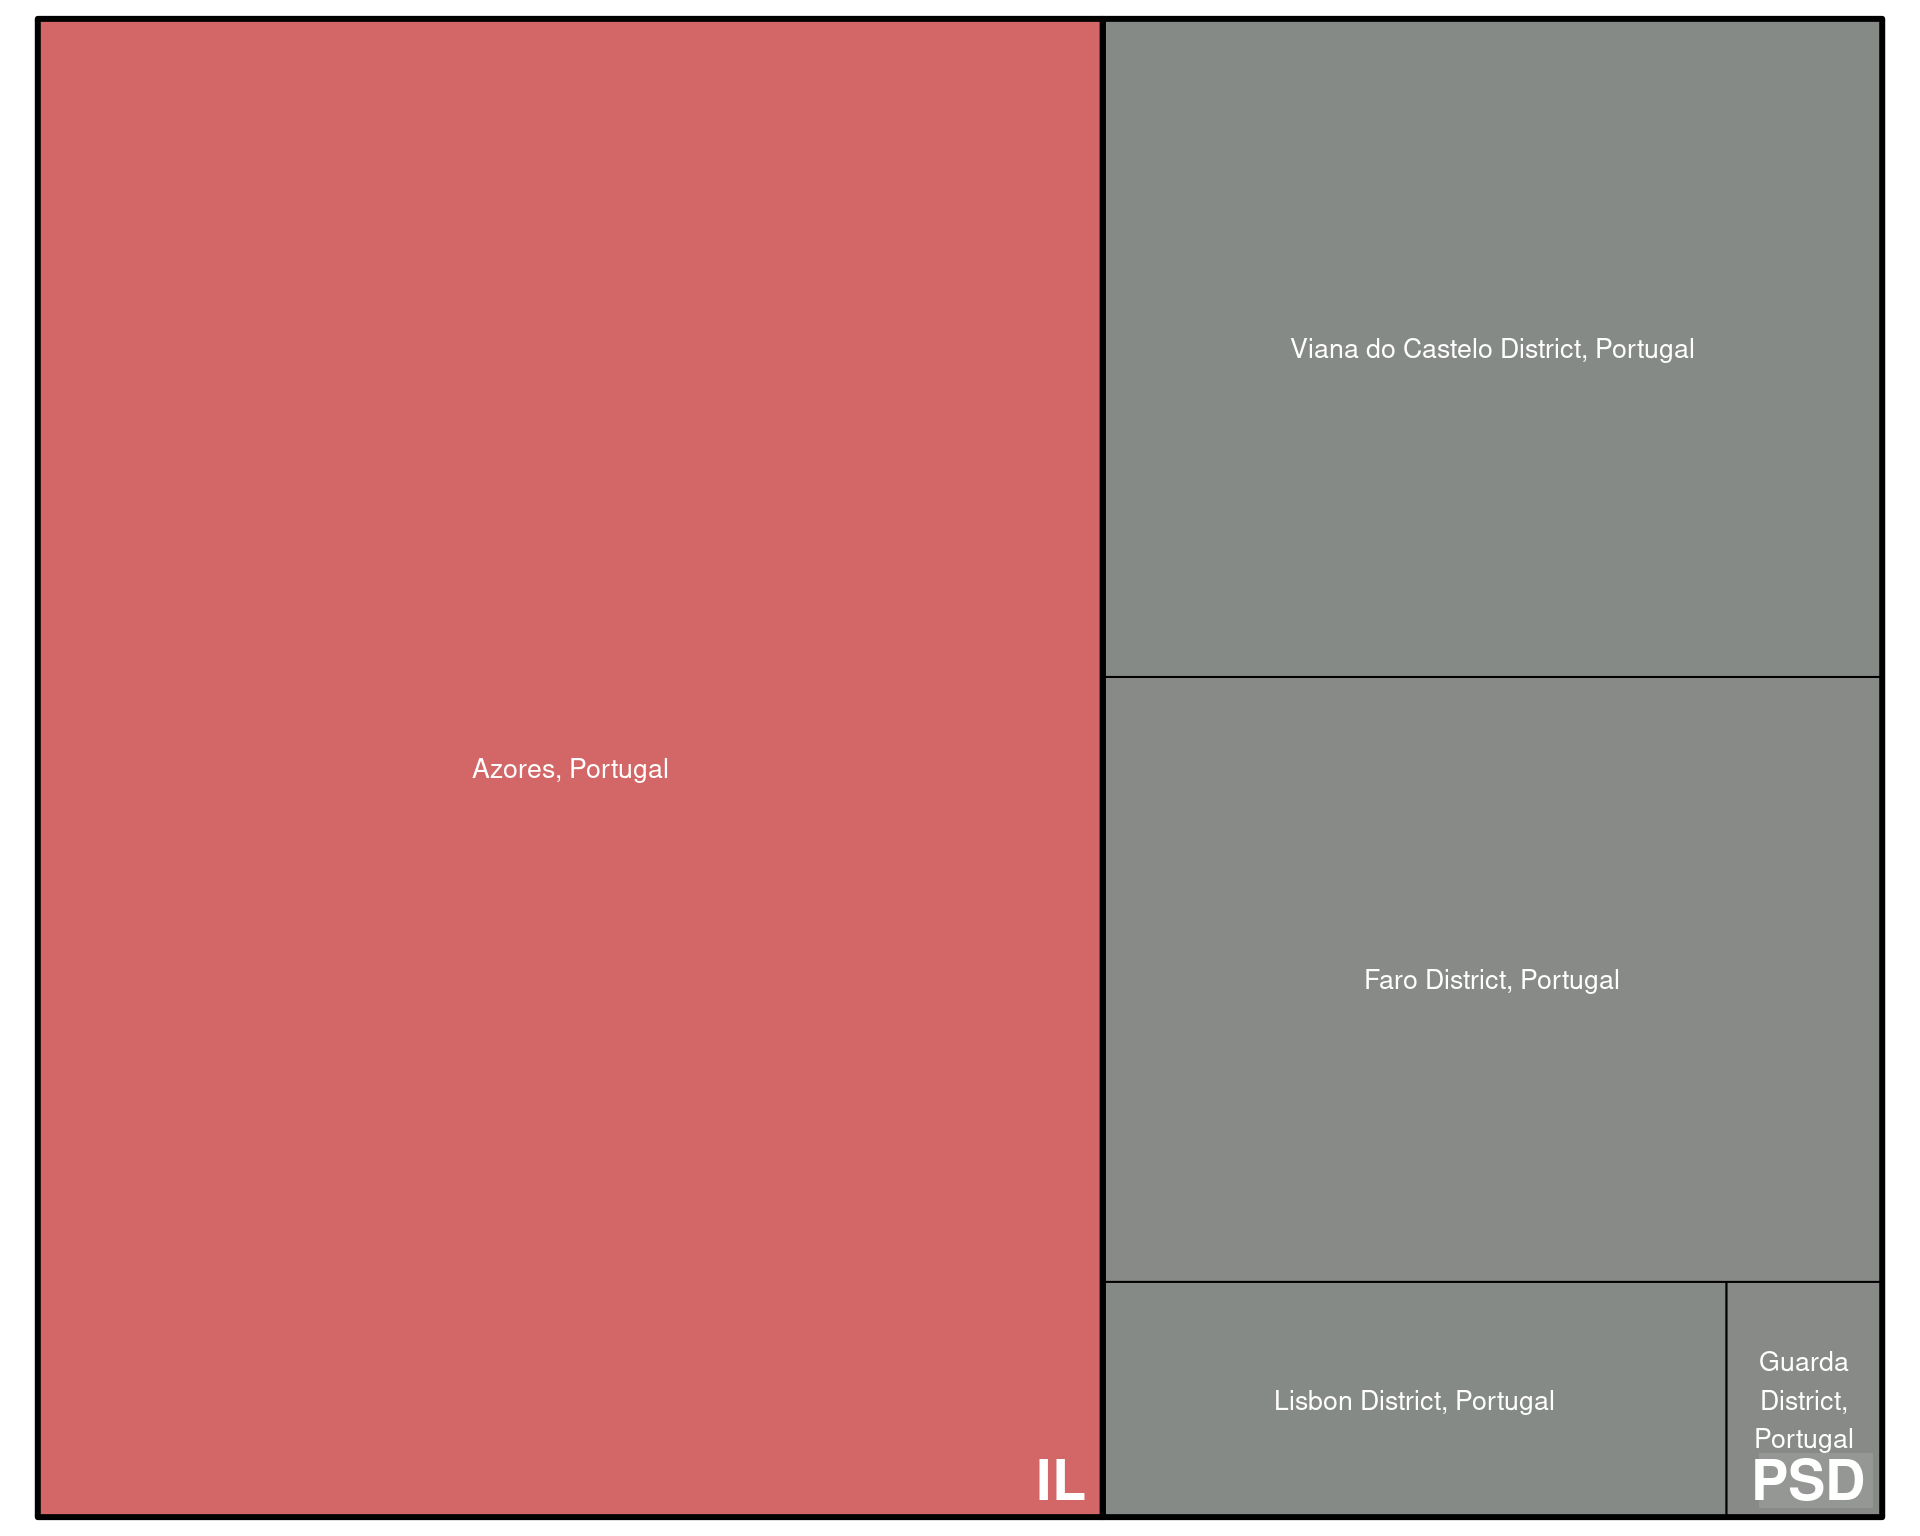 Azores, Portugal
IL
Viana do Castelo District, Portugal
Faro District, Portugal
Lisbon District, Portugal
Guarda
District,
Portugal
PSD